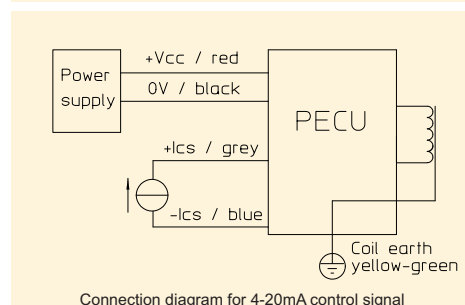 +Vcc / red
Power
supply
0V / black
PECU
+Ics / grey
-Ics / blue
Coil earth
yellow-green
Connection diagram for 4-20mA control signal